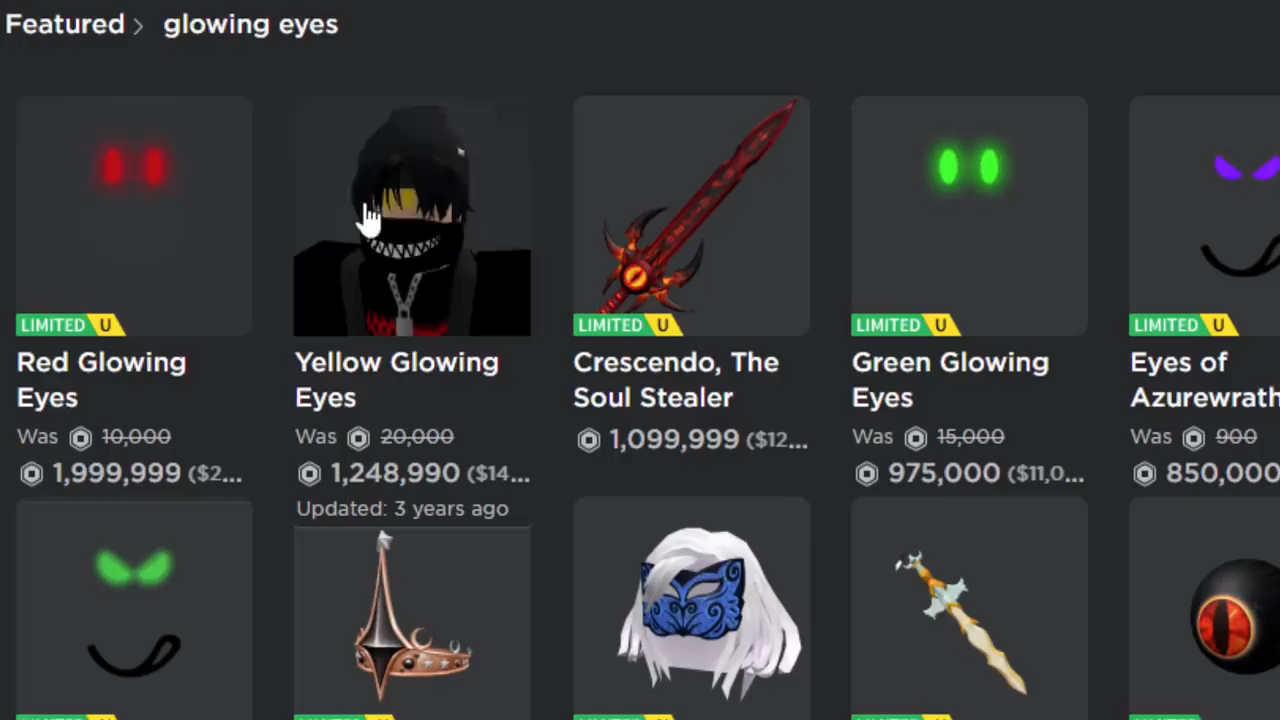 Featured > glowing eyes
LIMITED U
LIMITED U
LIMITED U
LIMITED U
Red Glowing
Eyes
Was 10,000
1,999,999 ($2...
Yellow Glowing
Eyes
Was 20,000
1,248,990 ($14...
Updated: 3 years ago
Crescendo, The
Soul Stealer
1,099,999 ($12...
Green Glowing
Eyes
Was 15,000
975,000 ($11,0...
Eyes of
Azurewrath
Was 900
850,000